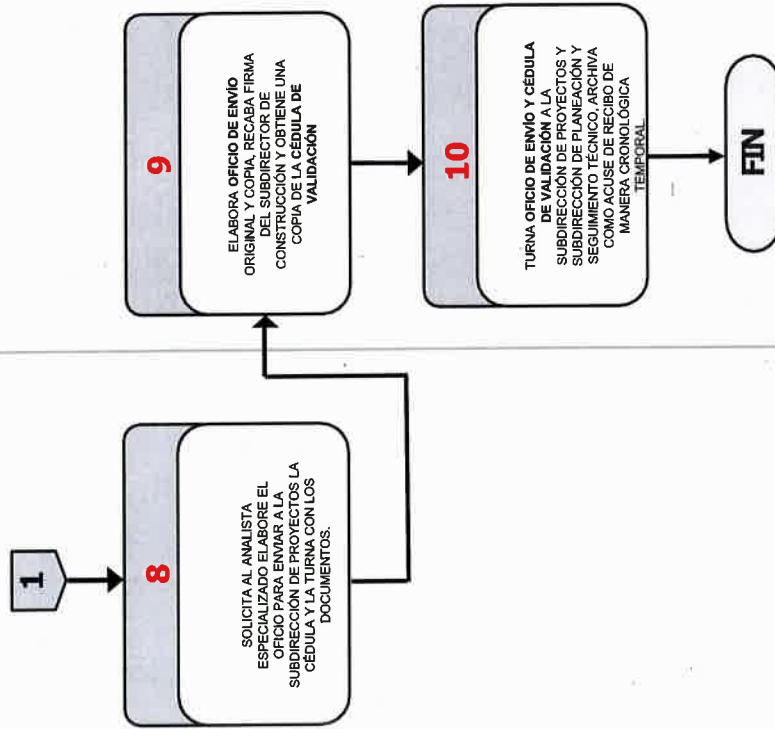 1
8
SOLICITA AL ANALISTA
ESPECIALIZADO ELABORE EL
OFICIO PARA ENVIAR A LA
SUBDIRECCIÓN DE PROYECTOS LA
CÉDULA Y LA TURNA CON LOS
DOCUMENTOS.
9
ELABORA OFICIO DE ENVÍO
ORIGINAL Y COPIA, RECABA FIRMA
DEL SUBDIRECTOR DE
CONSTRUCCIÓN Y OBTIENE UNA
COPIA DE LA CÉDULA DE
VALIDACIÓN
10
TURNA OFICIO DE ENVÍO Y CÉDULA
DE VALIDACIÓN A LA
SUBDIRECCIÓN DE PROYECTOS Y
SUBDIRECCIÓN DE PLANEACIÓN Y
SEGUIMIENTO TÉCNICO, ARCHIVA
COMO ACUSE DE RECIBO DE
MANERA CRONOLÓGICA
TEMPORAL.
FIN